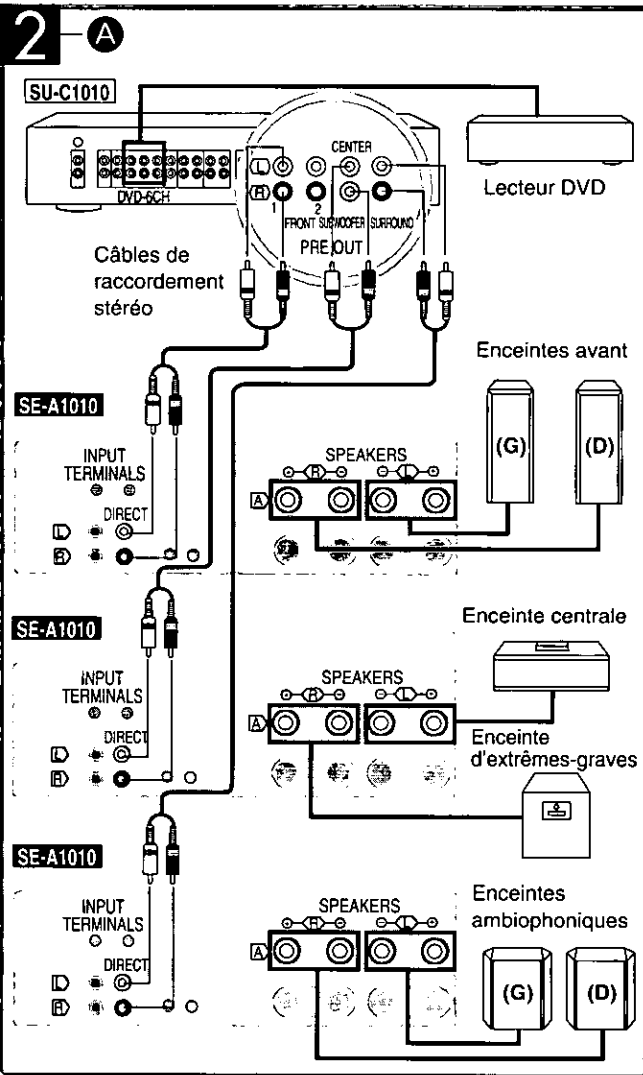 2 A
SU-C1010
DVD-6CH
L
R
CENTER
1
2
FRONT SUBWOOFER SURROUND
PRE OUT
Lecteur DVD
Câbles de
raccordement
stéréo
Enceintes avant
(G)
(D)
SE-A1010
INPUT
TERMINALS
DIRECT
L
R
SPEAKERS
+ R - - L +
A
SE-A1010
INPUT
TERMINALS
DIRECT
L
R
SPEAKERS
+ R - - L +
A
Enceinte centrale
Enceinte
d'extrêmes-graves
SE-A1010
INPUT
TERMINALS
DIRECT
L
R
SPEAKERS
+ R - - L +
A
Enceintes
ambiophoniques
(G)
(D)